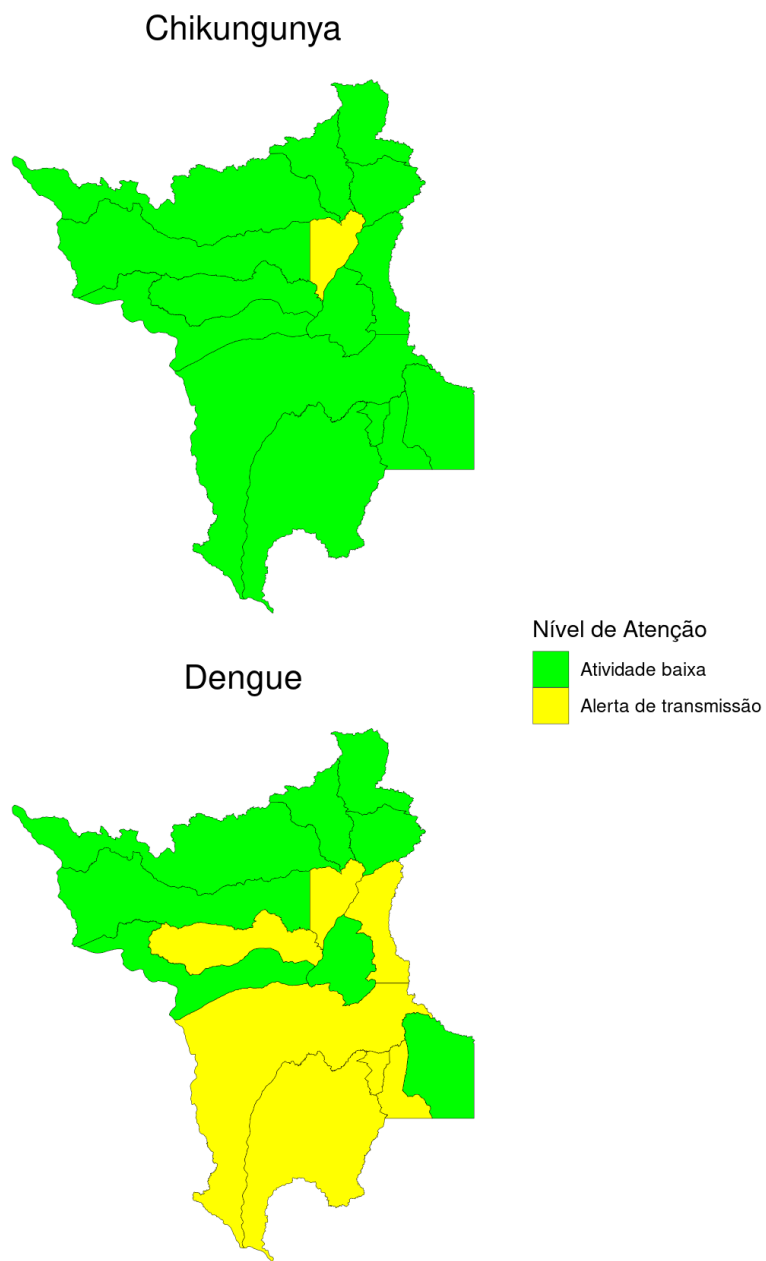 Chikungunya
Nível de Atenção
Atividade baixa
Alerta de transmissão
Dengue